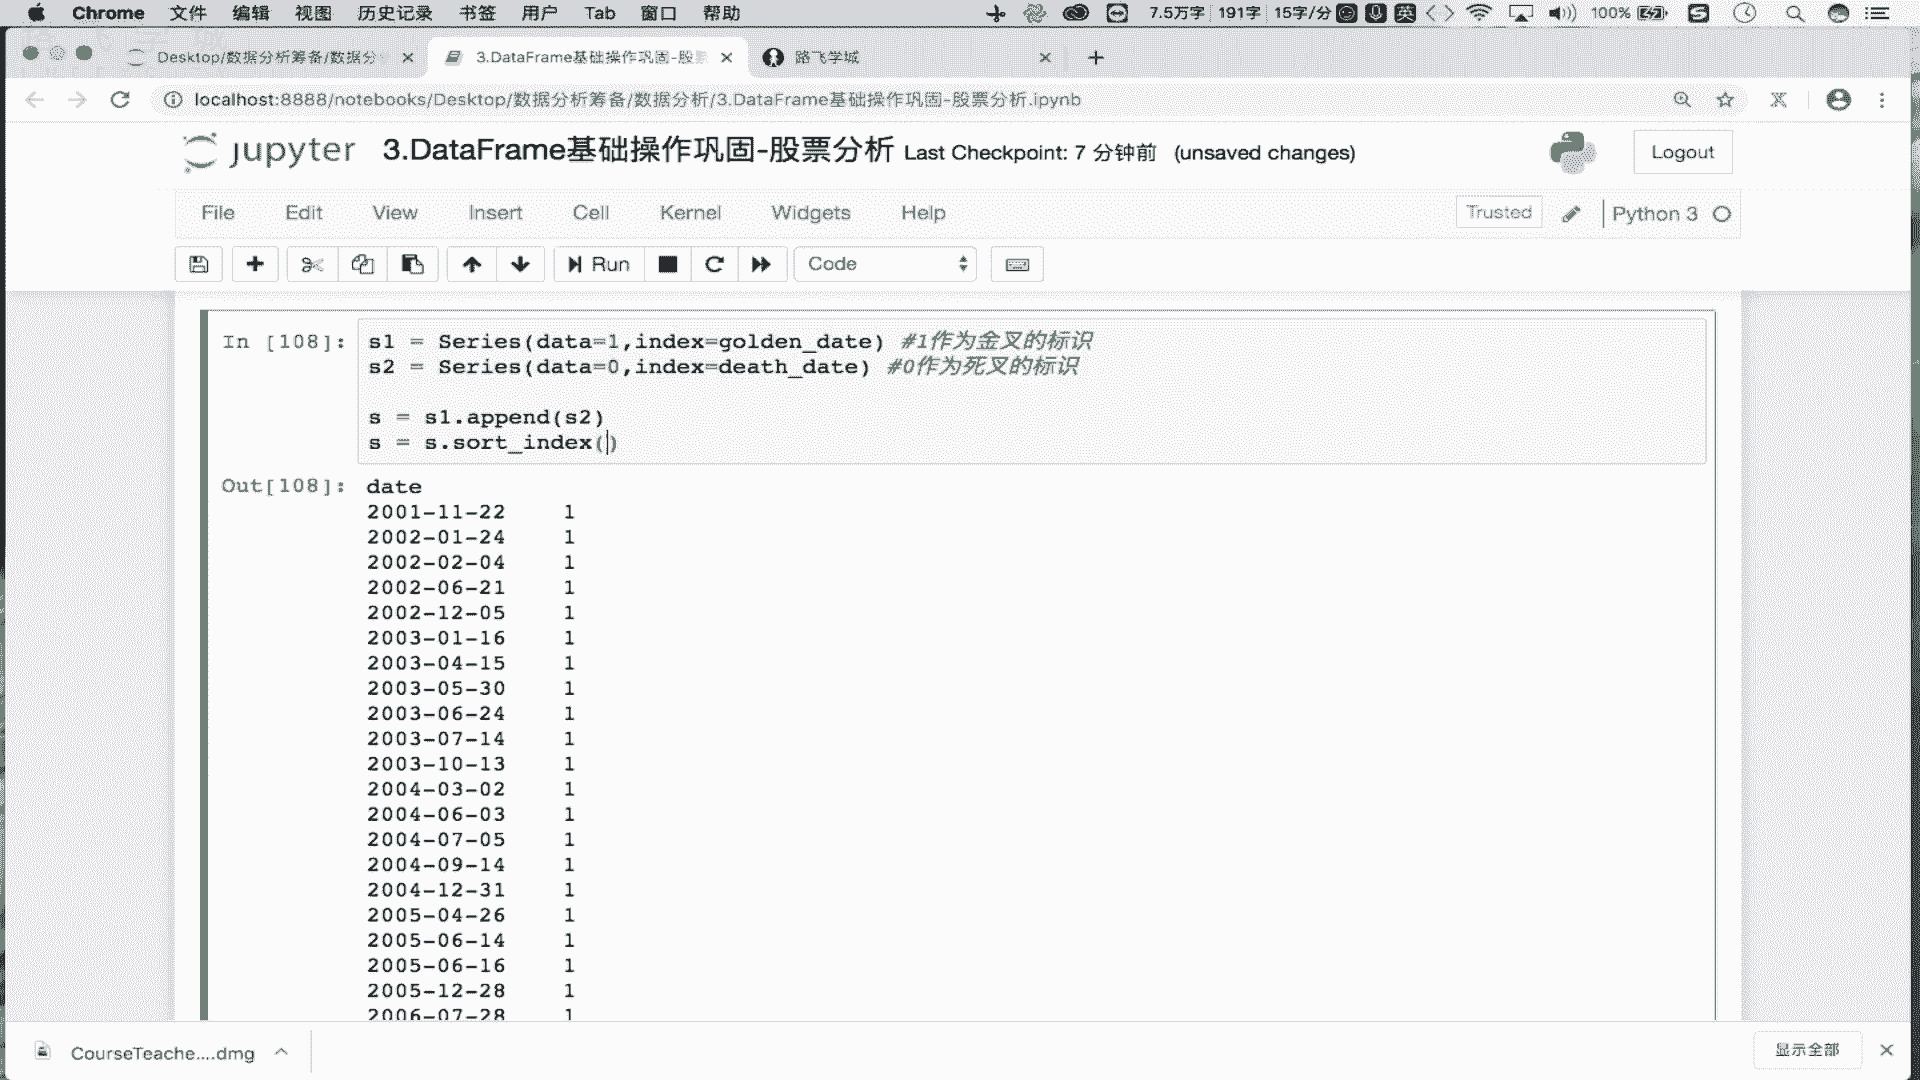 Chrome 文件 编辑 视图 历史记录 书签 用户 Tab 窗口 帮助 7.5万字 191字 15字/分 英 100%
Desktop/数据分析筹备/数据分 3.DataFrame基础操作巩固-股票 路飞学城
localhost:8888/notebooks/Desktop/数据分析筹备/数据分析/3.DataFrame基础操作巩固-股票分析.ipynb
jupyter 3.DataFrame基础操作巩固-股票分析 Last Checkpoint: 7 分钟前 (unsaved changes) Logout
File Edit View Insert Cell Kernel Widgets Help Trusted Python 3
Run Code
In [108]: s1 = Series(data=1,index=golden_date) #1作为金叉的标识
s2 = Series(data=0,index=death_date) #0作为死叉的标识
s = s1.append(s2)
s = s.sort_index()
Out[108]: date
2001-11-22 1
2002-01-24 1
2002-02-04 1
2002-06-21 1
2002-12-05 1
2003-01-16 1
2003-04-15 1
2003-05-30 1
2003-06-24 1
2003-07-14 1
2003-10-13 1
2004-03-02 1
2004-06-03 1
2004-07-05 1
2004-09-14 1
2004-12-31 1
2005-04-26 1
2005-06-14 1
2005-06-16 1
2005-12-28 1
2006-07-28 1
CourseTeache....dmg 显示全部